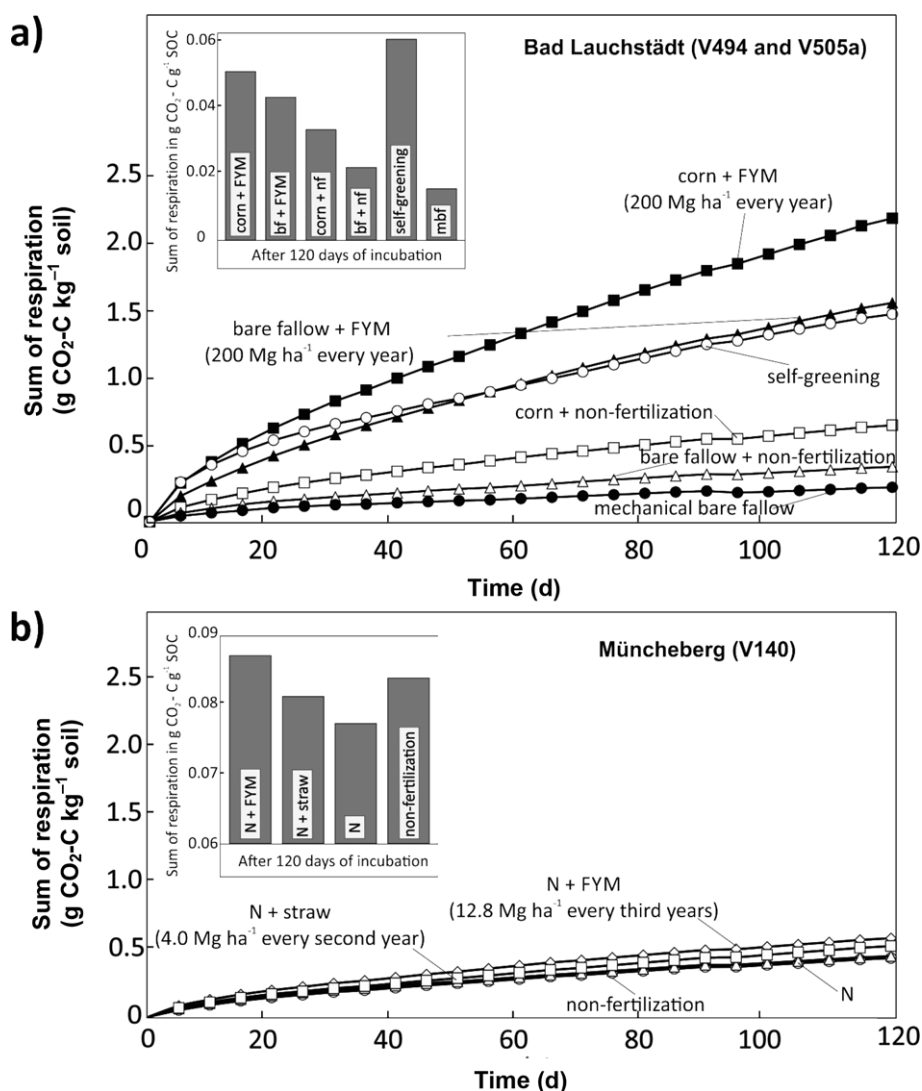 a)
Bad Lauchstädt (V494 and V505a)
Sum of respiration
(g CO₂-C kg⁻¹ soil)
2.5
2.0
1.5
1.0
0.5
0
0
20
40
60
80
100
120
Time (d)
Sum of respiration in g CO₂- C g⁻¹ SOC
0.06
0.04
0.02
0
corn + FYM
bf + FYM
corn + nf
bf + nf
self-greening
mbf
After 120 days of incubation
corn + FYM
(200 Mg ha⁻¹ every year)
bare fallow + FYM
(200 Mg ha⁻¹ every year)
self-greening
corn + non-fertilization
bare fallow + non-fertilization
mechanical bare fallow
b)
Müncheberg (V140)
Sum of respiration
(g CO₂-C kg⁻¹ soil)
2.5
2.0
1.5
1.0
0.5
0
0
20
40
60
80
100
120
Time (d)
Sum of respiration in g CO₂- C g⁻¹ SOC
0.09
0.08
0.07
0.06
N + FYM
N + straw
N
non-fertilization
After 120 days of incubation
N + straw
(4.0 Mg ha⁻¹ every second year)
N + FYM
(12.8 Mg ha⁻¹ every third years)
non-fertilization
N